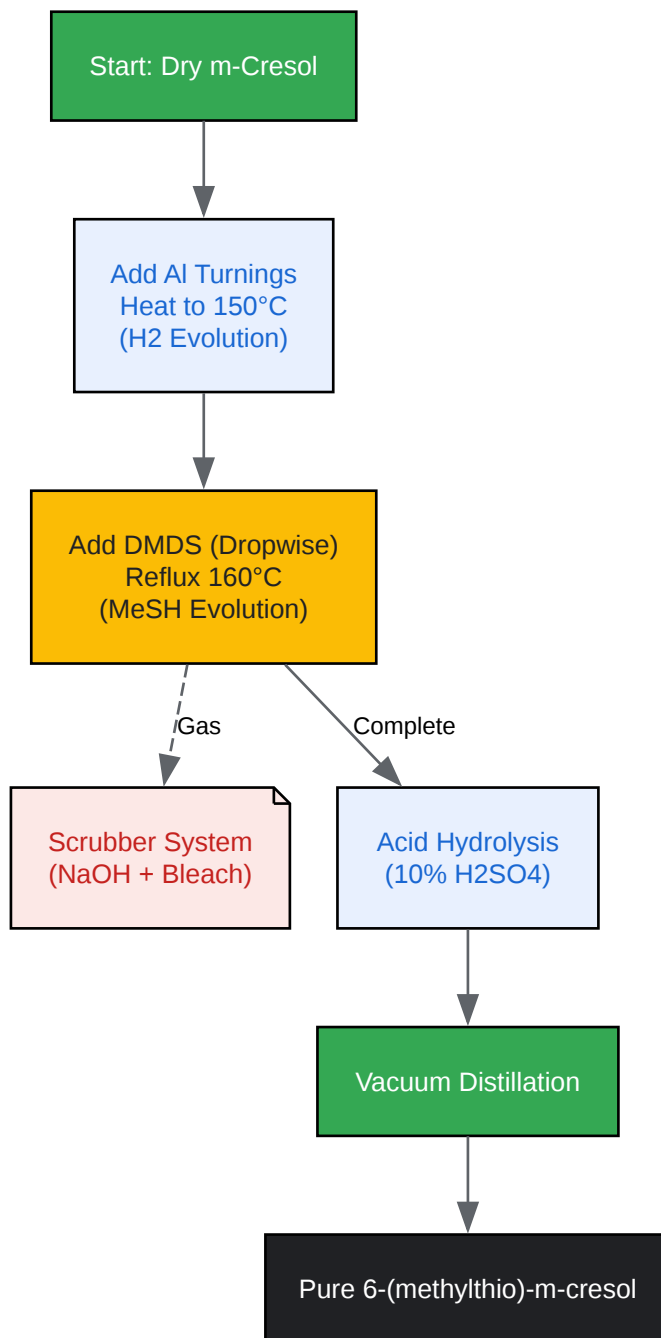 Start: Dry m-Cresol
Add Al Turnings
Heat to 150°C
(H2 Evolution)
Add DMDS (Dropwise)
Reflux 160°C
(MeSH Evolution)
Gas
Complete
Scrubber System
(NaOH + Bleach)
Acid Hydrolysis
(10% H2SO4)
Vacuum Distillation
Pure 6-(methylthio)-m-cresol